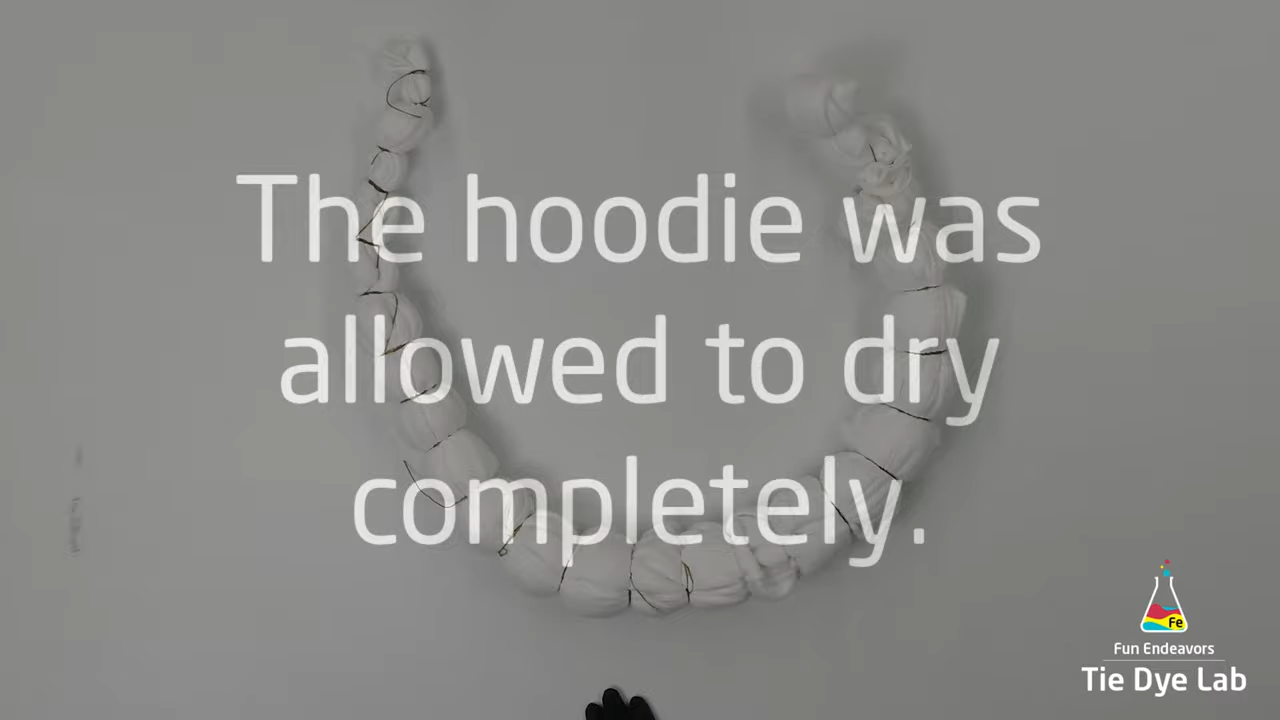 The hoodie was
allowed to dry
completely.
Fe
Fun Endeavors
Tie Dye Lab